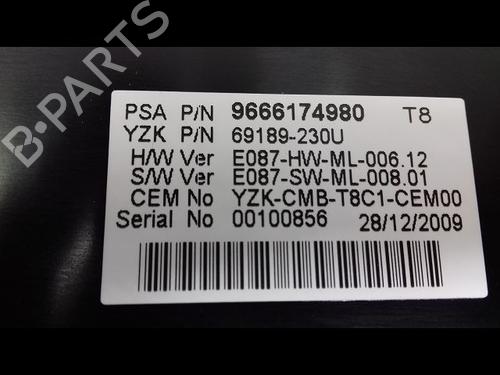 PSA P/N 9666174980 T8
YZK P/N 69189-230U
H/W Ver E087-HW-ML-006.12
S/W Ver E087-SW-ML-008.01
CEM No YZK-CMB-T8C1-CEM00
Serial No 00100856 28/12/2009
B-PARTS